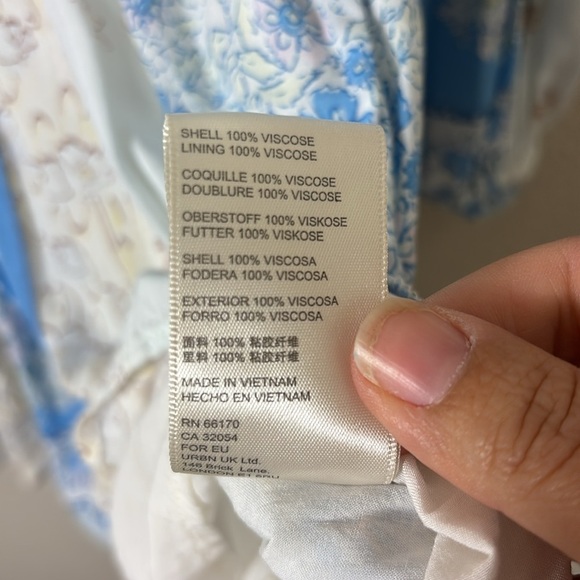 SHELL 100% VISCOSE
LINING 100% VISCOSE
COQUILLE 100% VISCOSE
DOUBLURE 100% VISCOSE
OBERSTOFF 100% VISKOSE
FUTTER 100% VISKOSE
SHELL 100% VISCOSA
FODERA 100% VISCOSA
EXTERIOR 100% VISCOSA
FORRO 100% VISCOSA
面料 100% 粘胶纤维
里料 100% 粘胶纤维
MADE IN VIETNAM
HECHO EN VIETNAM
RN 66170
CA 32054
FOR EU
URBN UK Ltd.
146 Brick Lane,
LONDON E1 6RU